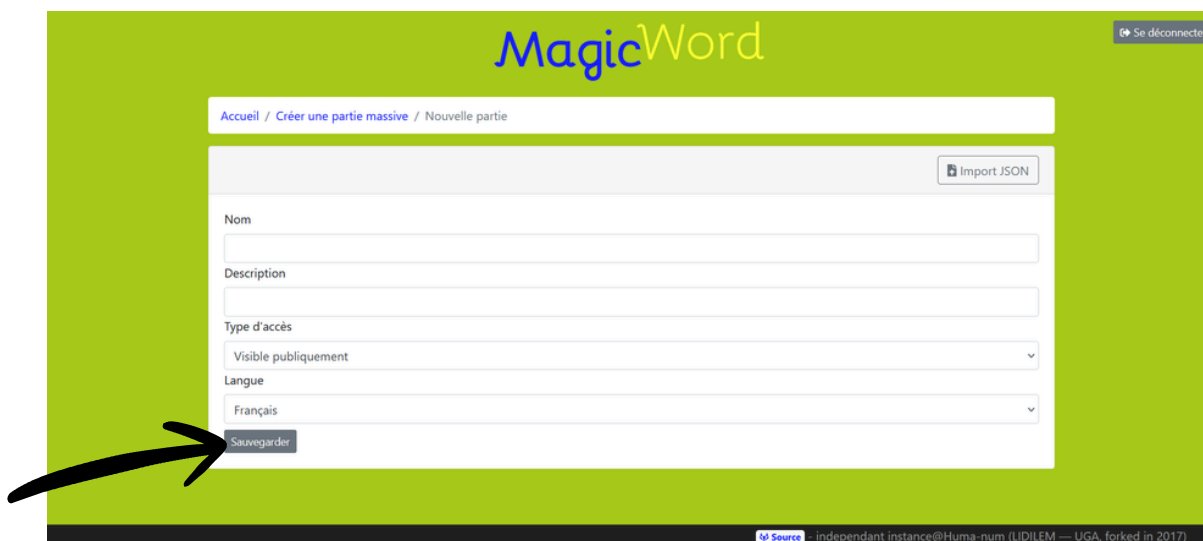 MagicWord
Se déconnecte
Accueil / Créer une partie massive / Nouvelle partie
Import JSON
Nom
Description
Type d'accès
Visible publiquement
Langue
Français
Sauvegarder
Source - independant instance@Huma-num (LIDILEM — UGA, forked in 2017)